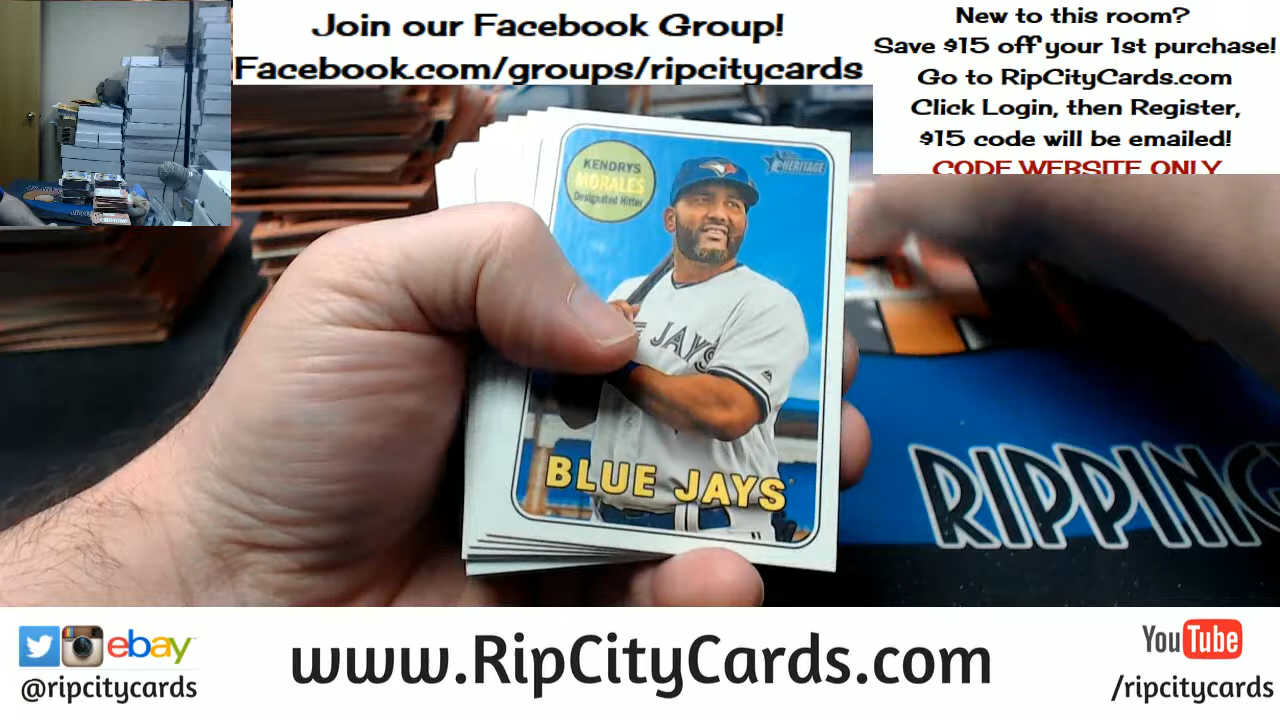 Join our Facebook Group!
Facebook.com/groups/ripcitycards
New to this room?
Save $15 off your 1st purchase!
Go to RipCityCards.com
Click Login, then Register,
$15 code will be emailed!
CODE WEBSITE ONLY
KENDRYS
MORALES
Designated Hitter
HERITAGE
JAYS
BLUE JAYS
RIPPING
ebay
@ripcitycards
www.RipCityCards.com
YouTube
/ripcitycards